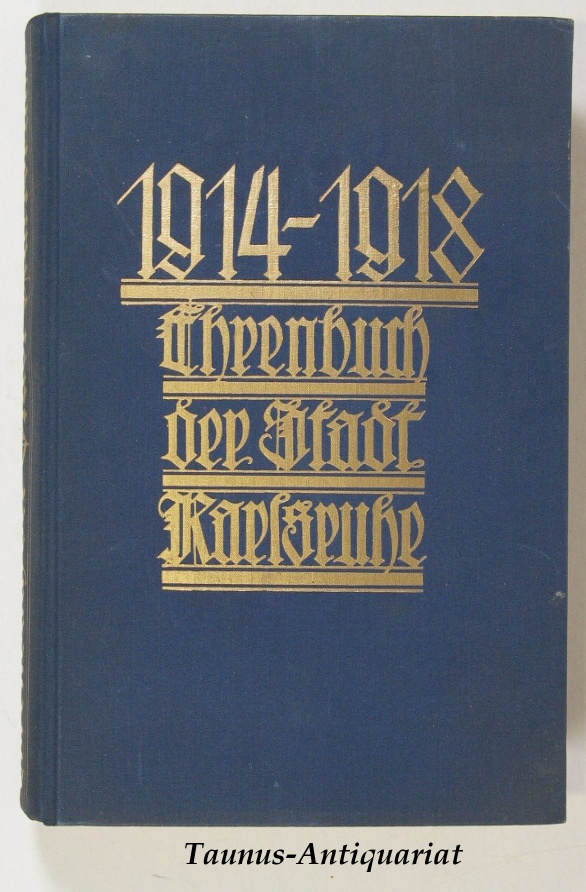 1914-1918
Ehrenbuch
der Stadt
Karlsruhe
Taunus-Antiquariat